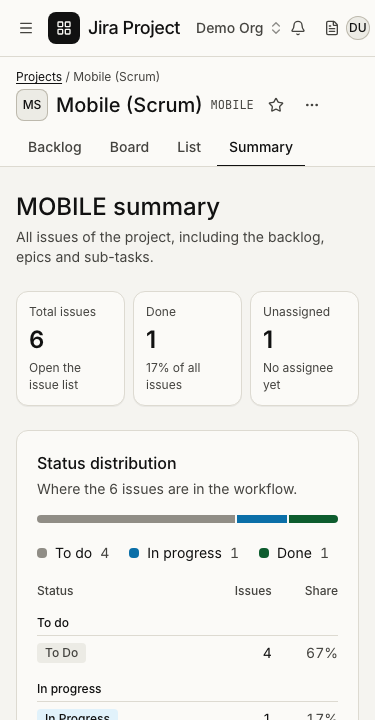 Jira Project Demo Org DU
Projects / Mobile (Scrum)
MS Mobile (Scrum) MOBILE
Backlog Board List Summary
MOBILE summary
All issues of the project, including the backlog,
epics and sub-tasks.
Total issues
6
Open the
issue list
Done
1
17% of all
issues
Unassigned
1
No assignee
yet
Status distribution
Where the 6 issues are in the workflow.
To do 4 In progress 1 Done 1
Status Issues Share
To do
To Do 4 67%
In progress
In Progress 1 17%